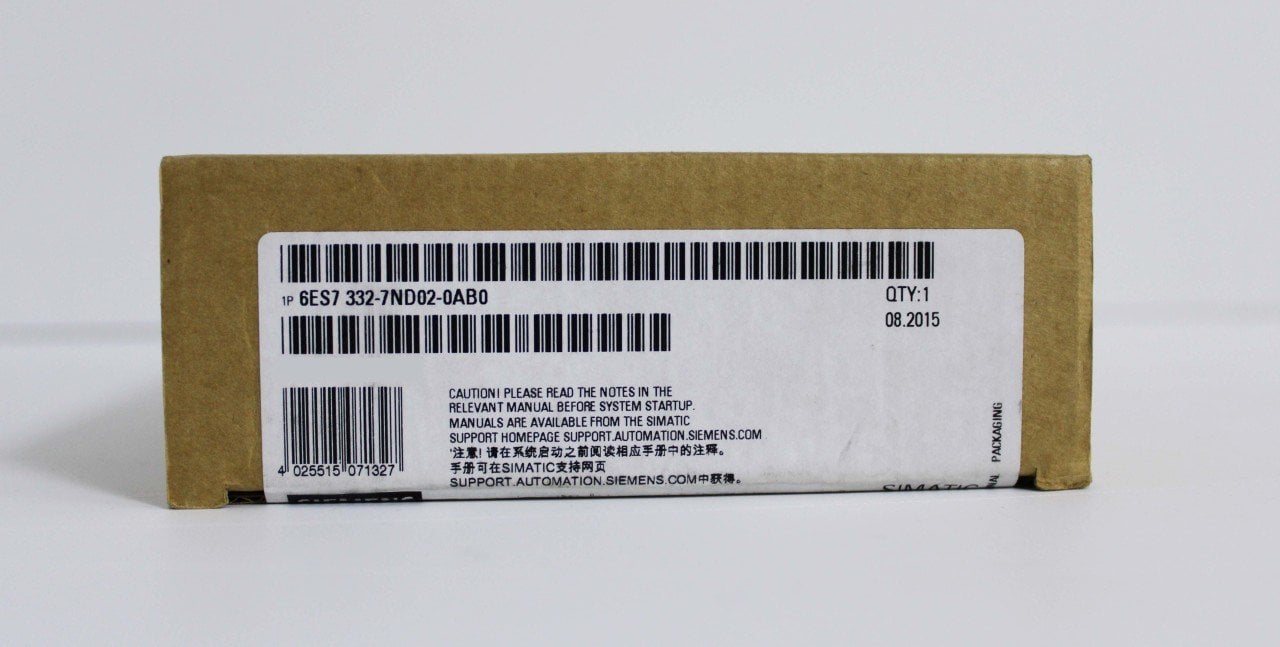 1P 6ES7 332-7ND02-0AB0
QTY:1
08.2015
CAUTION! PLEASE READ THE NOTES IN THE
RELEVANT MANUAL BEFORE SYSTEM STARTUP.
MANUALS ARE AVAILABLE FROM THE SIMATIC
SUPPORT HOMEPAGE SUPPORT.AUTOMATION.SIEMENS.COM
'注意! 请在系统启动之前阅读相应手册中的注释。
手册可在SIMATIC支持网页
SUPPORT.AUTOMATION.SIEMENS.COM中获得。
4 025515 071327
SIEMENS
SIMATIC
PACKAGING